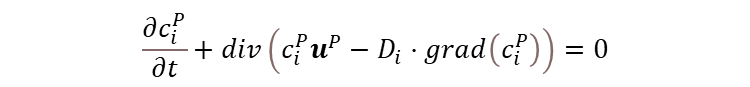 ∂c_i^P/∂t + div(c_i^P u^P − D_i · grad(c_i^P)) = 0